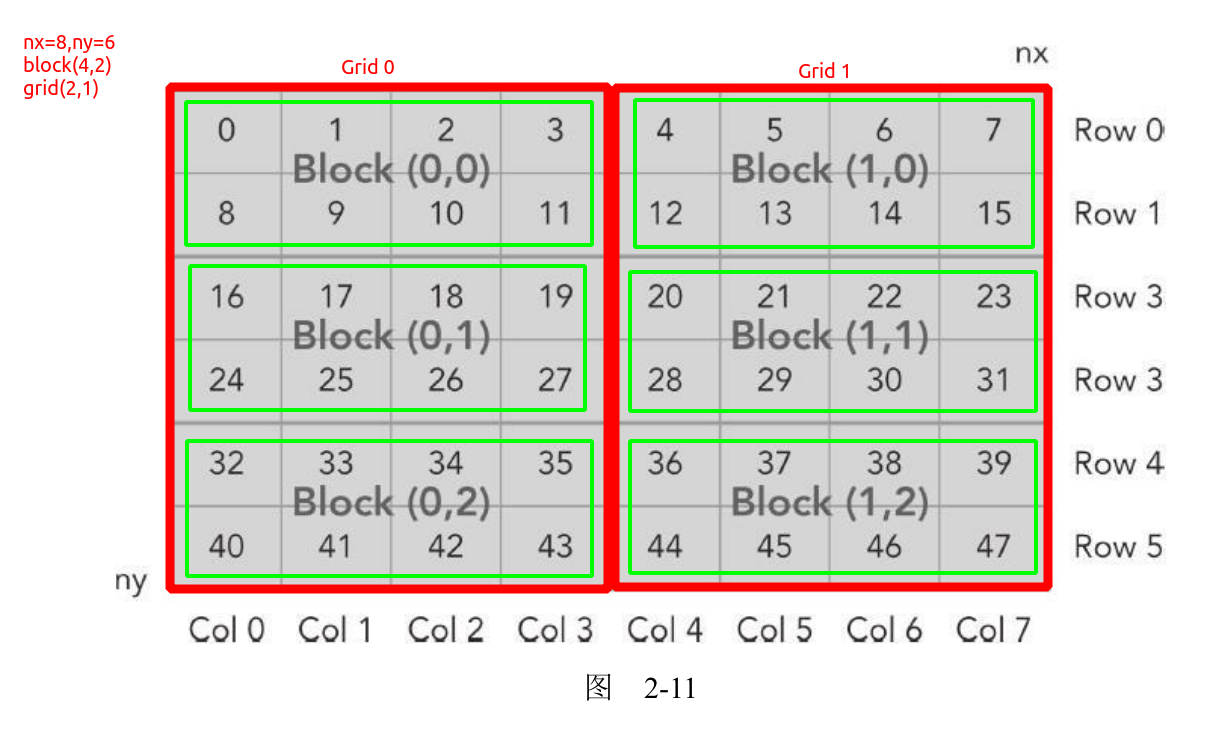 nx=8,ny=6
block(4,2)
grid(2,1)
Grid 0
Grid 1
nx
0 1 2 3 4 5 6 7 Row 0
Block (0,0) Block (1,0)
8 9 10 11 12 13 14 15 Row 1
16 17 18 19 20 21 22 23 Row 3
Block (0,1) Block (1,1)
24 25 26 27 28 29 30 31 Row 3
32 33 34 35 36 37 38 39 Row 4
Block (0,2) Block (1,2)
40 41 42 43 44 45 46 47 Row 5
ny
Col 0 Col 1 Col 2 Col 3 Col 4 Col 5 Col 6 Col 7
图 2-11